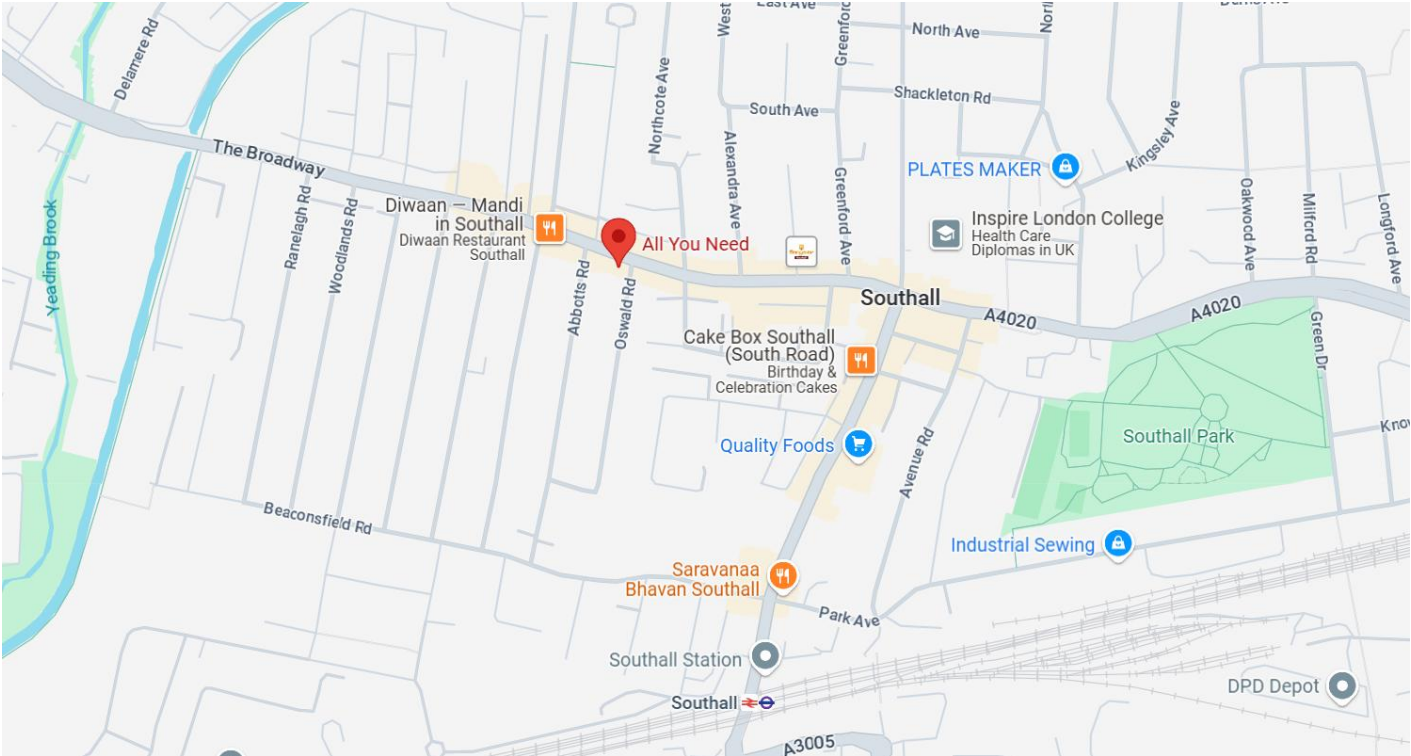 Delamere Rd
East Ave
West
Greenford
North Ave
Shackleton Rd
South Ave
Northcote Ave
Alexandra Ave
Greenford Ave
Kingsley Ave
PLATES MAKER
The Broadway
Ranelagh Rd
Woodlands Rd
Yeading Brook
Diwaan – Mandi
in Southall
Diwaan Restaurant
Southall
All You Need
Abbotts Rd
Oswald Rd
Inspire London College
Health Care
Diplomas in UK
Oakwood Ave
Milford Rd
Longford Ave
Southall
A4020
A4020
Green Dr
Cake Box Southall
(South Road)
Birthday &
Celebration Cakes
Quality Foods
Avenue Rd
Southall Park
Beaconsfield Rd
Industrial Sewing
Saravanaa
Bhavan Southall
Park Ave
Southall Station
Southall
DPD Depot
A3005